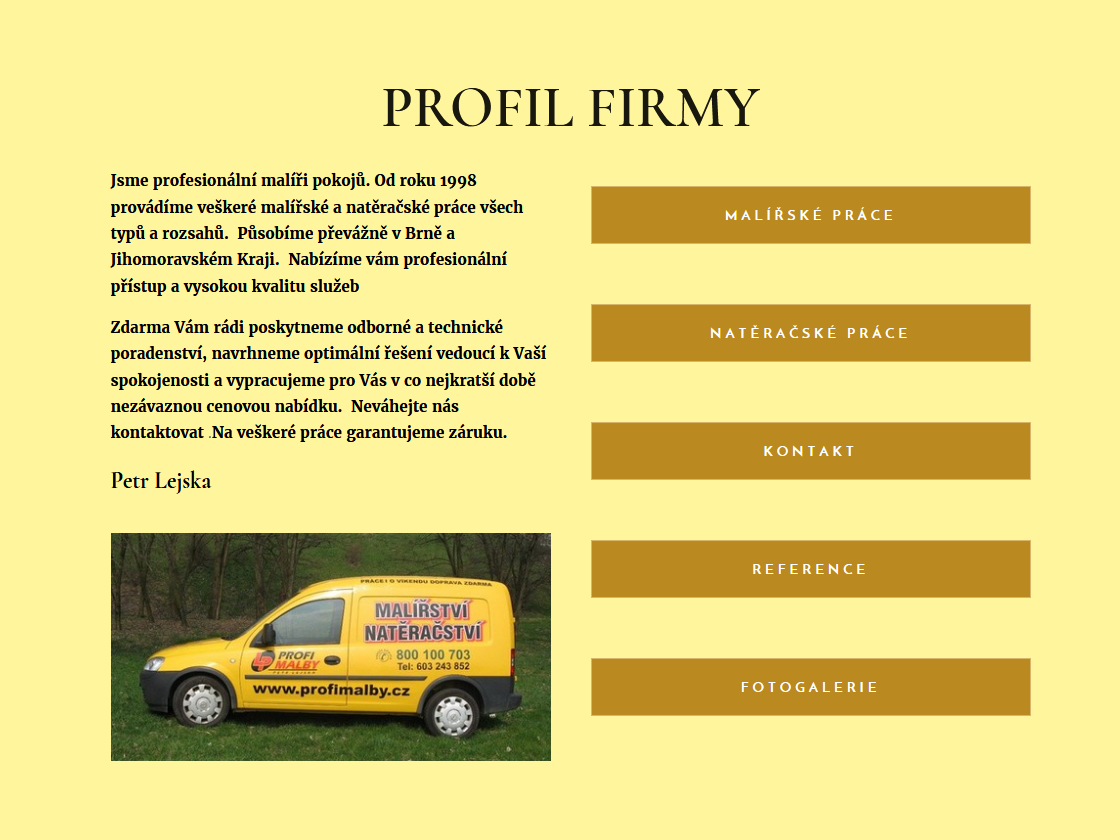 PROFIL FIRMY
Jsme profesionální malíři pokojů. Od roku 1998
provádíme veškeré malířské a natěračské práce všech
typů a rozsahů.  Působíme převážně v Brně a
Jihomoravském Kraji.  Nabízíme vám profesionální
přístup a vysokou kvalitu služeb
Zdarma Vám rádi poskytneme odborné a technické
poradenství, navrhneme optimální řešení vedoucí k Vaší
spokojenosti a vypracujeme pro Vás v co nejkratší době
nezávaznou cenovou nabídku.  Neváhejte nás
kontaktovat .Na veškeré práce garantujeme záruku.
Petr Lejska
PRÁCE I O VÍKENDU DOPRAVA ZDARMA
MALÍŘSTVÍ
NATĚRAČSTVÍ
800 100 703
Tel: 603 243 852
PROFI
MALBY
www.profimalby.cz
MALÍŘSKÉ PRÁCE
NATĚRAČSKÉ PRÁCE
KONTAKT
REFERENCE
FOTOGALERIE